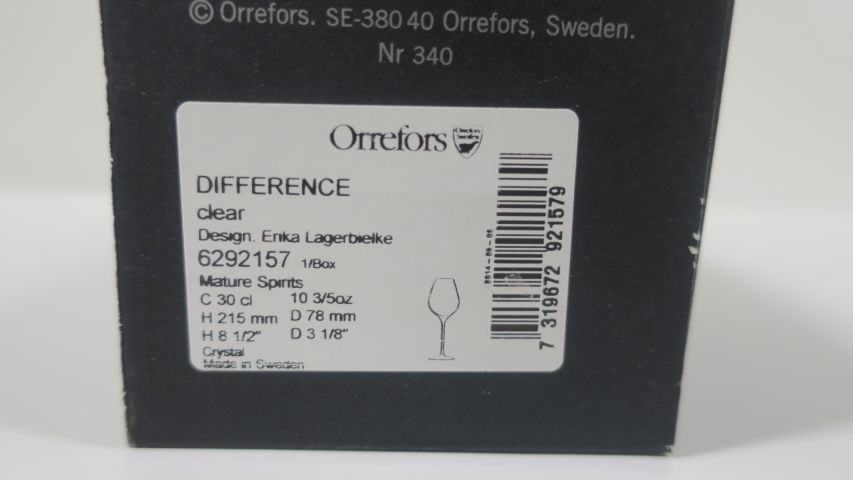 © Orrefors. SE-380 40 Orrefors, Sweden.
Nr 340
Orrefors
DIFFERENCE
clear
Design: Erika Lagerbielke
6292157 1/Box
Mature Spirits
C 30 cl 10 3/5oz
H 215 mm D 78 mm
H 8 1/2" D 3 1/8"
Crystal
Made in Sweden
7 319672 921579